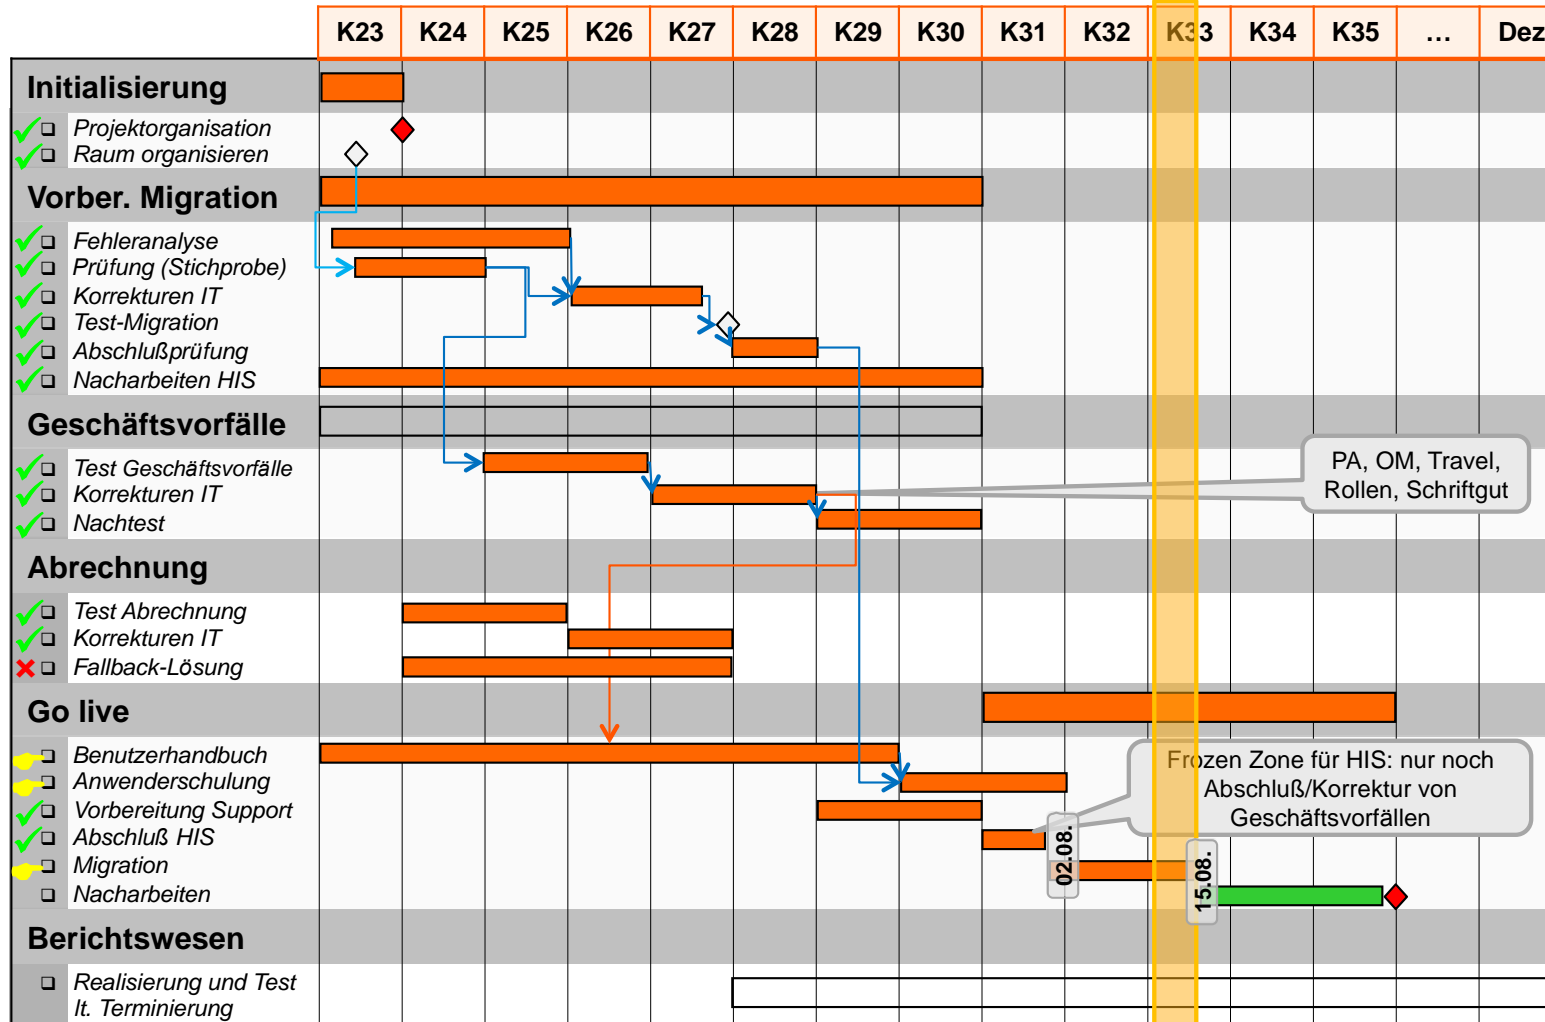 K23 K24 K25 K26 K27 K28 K29 K30 K31 K32 K33 K34 K35 … Dez
Initialisierung
Projektorganisation
Raum organisieren
Vorber. Migration
Fehleranalyse
Prüfung (Stichprobe)
Korrekturen IT
Test-Migration
Abschlußprüfung
Nacharbeiten HIS
Geschäftsvorfälle
Test Geschäftsvorfälle
Korrekturen IT
Nachtest
PA, OM, Travel,
Rollen, Schriftgut
Abrechnung
Test Abrechnung
Korrekturen IT
Fallback-Lösung
Go live
Benutzerhandbuch
Anwenderschulung
Vorbereitung Support
Abschluß HIS
Migration
Nacharbeiten
Frozen Zone für HIS: nur noch
Abschluß/Korrektur von
Geschäftsvorfällen
02.08.
15.08.
Berichtswesen
Realisierung und Test
lt. Terminierung